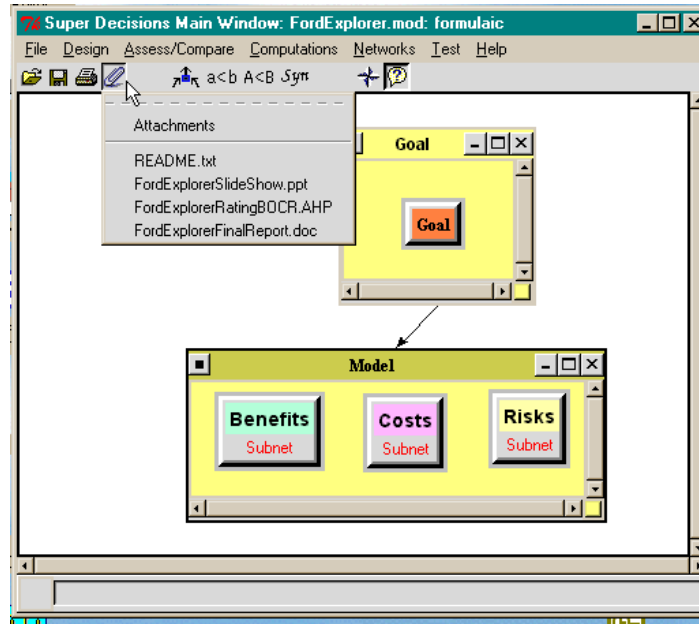 Super Decisions Main Window: FordExplorer.mod: formulaic
File Design Assess/Compare Computations Networks Test Help
a<b A<B Syn
Attachments
README.txt
FordExplorerSlideShow.ppt
FordExplorerRatingBOCR.AHP
FordExplorerFinalReport.doc
Goal
Goal
Model
Benefits
Subnet
Costs
Subnet
Risks
Subnet